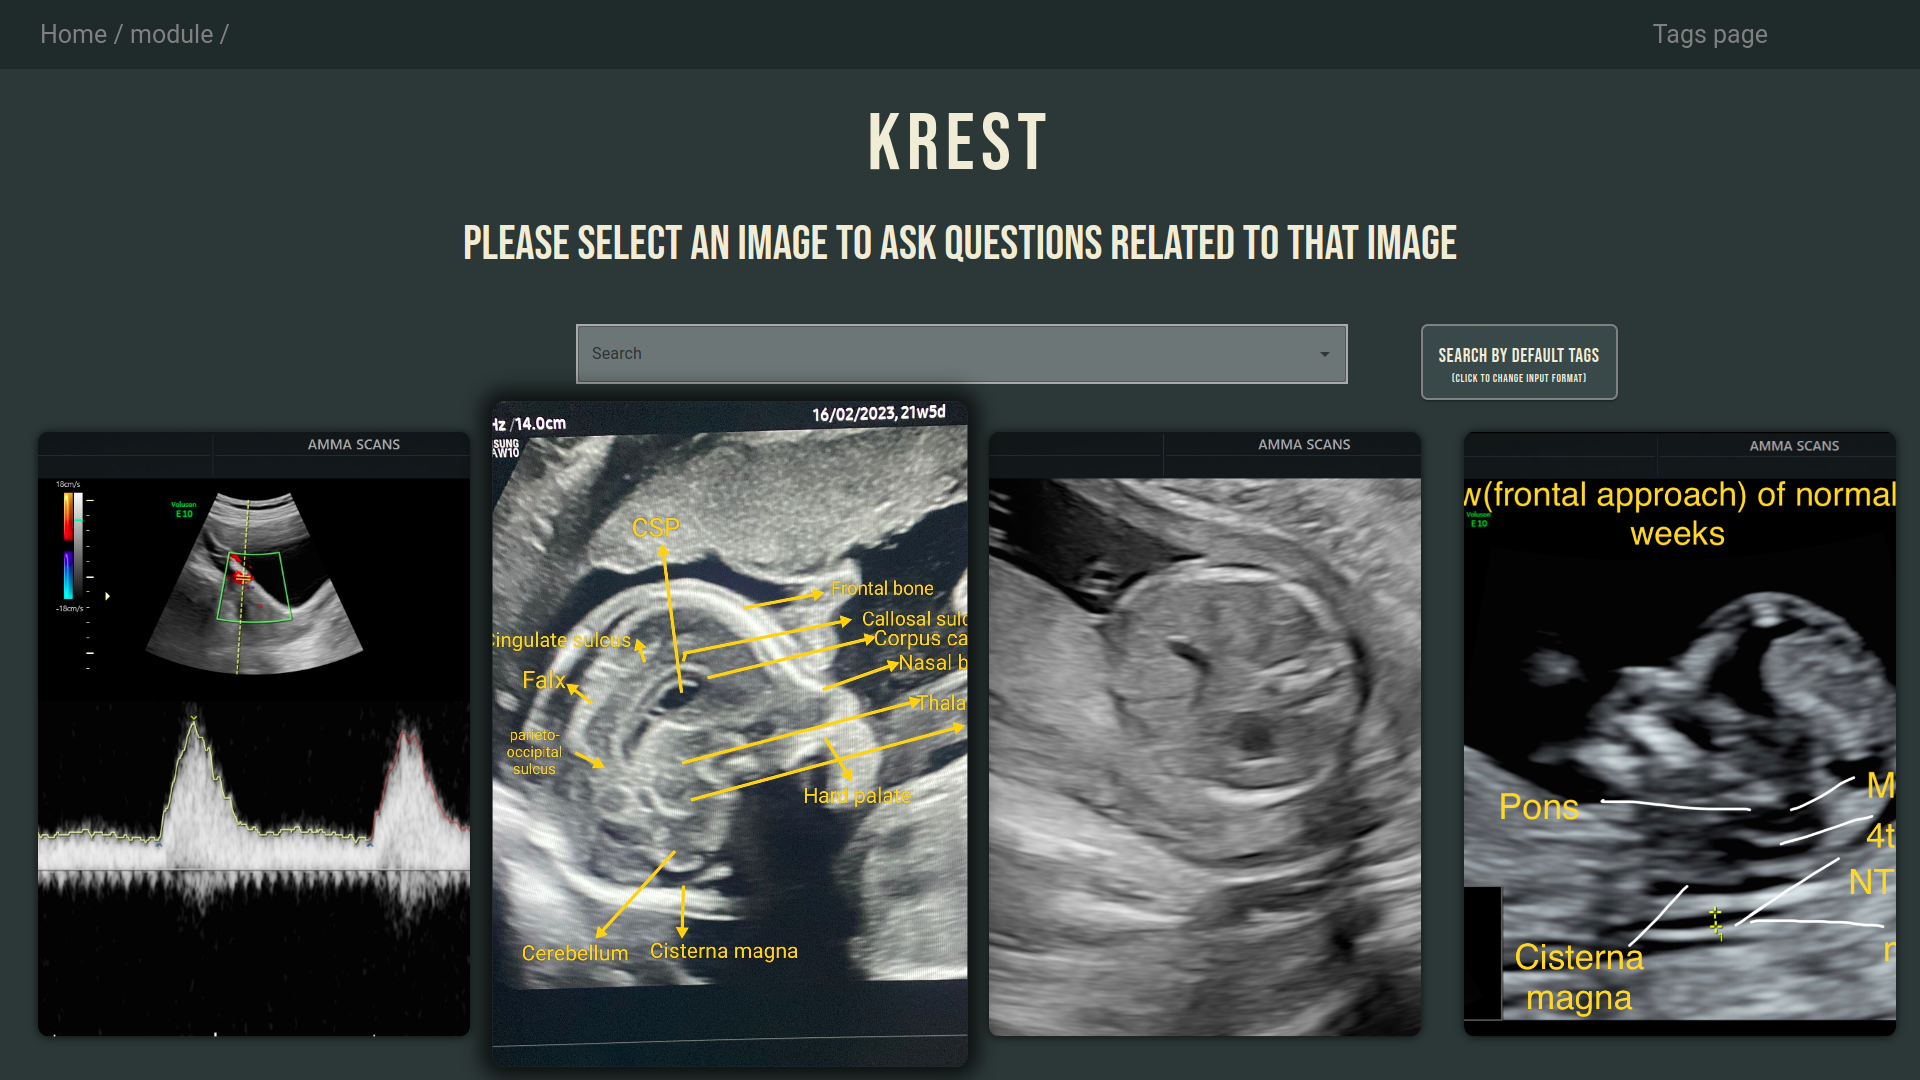 Home / module /
Tags page
KREST
PLEASE SELECT AN IMAGE TO ASK QUESTIONS RELATED TO THAT IMAGE
Search
SEARCH BY DEFAULT TAGS
(CLICK TO CHANGE INPUT FORMAT)
AMMA SCANS
18cm/s
Voluson
E10
-18cm/s
Hz /14.0cm
16/02/2023, 21w5d
SUNG
AW10
CSP
Frontal bone
Callosal sulc
Cingulate sulcus
Corpus ca
Nasal b
Falx
Thala
parieto-
occipital
sulcus
Hard palate
Cerebellum
Cisterna magna
AMMA SCANS
AMMA SCANS
w(frontal approach) of normal
weeks
Voluson
E10
Pons
M
4t
NT
Cisterna
magna